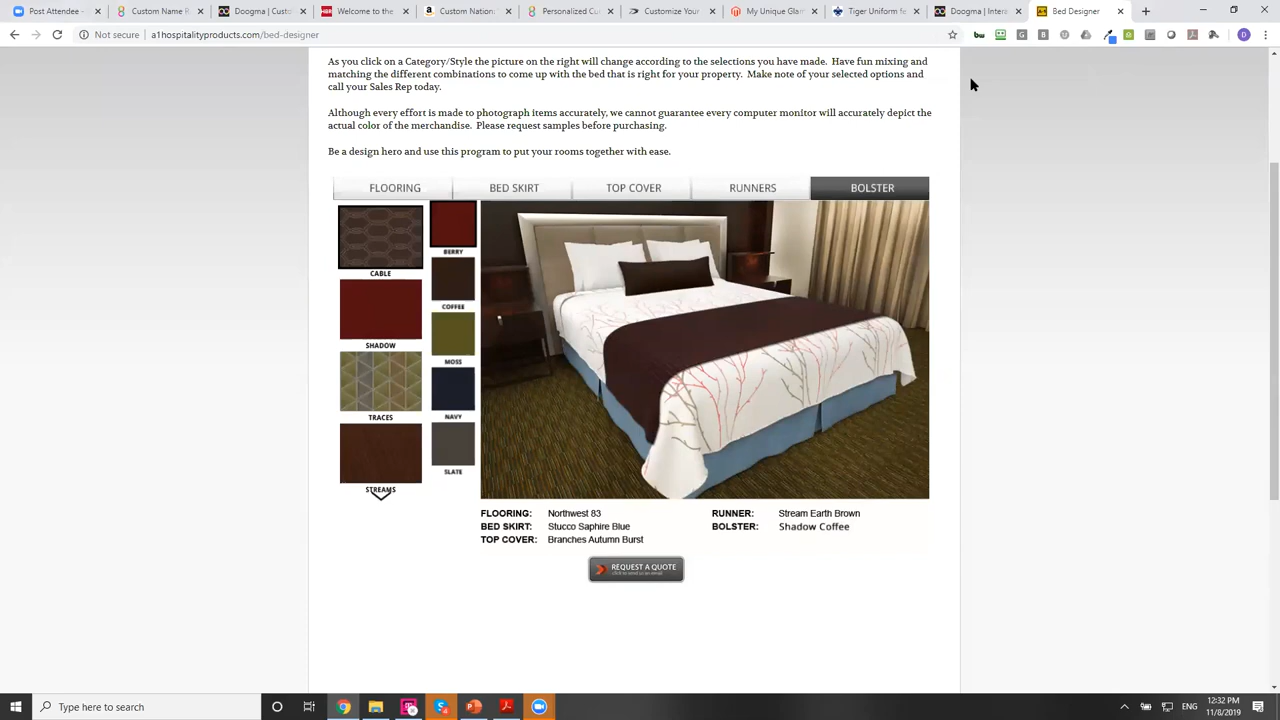 Post Attendee -
Custom Name R
Doogma | Custo
Welcome to the
Custom Nation
Personalized Cu
Customize Your
My Unique Glam
Tiger Uniform
Doogma | Intera
Bed Designer
Not secure | a1hospitalityproducts.com/bed-designer
As you click on a Category/Style the picture on the right will change according to the selections you have made. Have fun mixing and
matching the different combinations to come up with the bed that is right for your property. Make note of your selected options and
call your Sales Rep today.
Although every effort is made to photograph items accurately, we cannot guarantee every computer monitor will accurately depict the
actual color of the merchandise. Please request samples before purchasing.
Be a design hero and use this program to put your rooms together with ease.
FLOORING BED SKIRT TOP COVER RUNNERS BOLSTER
CABLE
SHADOW
TRACES
STREAMS
BERRY
COFFEE
MOSS
NAVY
SLATE
FLOORING: Northwest 83 RUNNER: Stream Earth Brown
BED SKIRT: Stucco Saphire Blue BOLSTER: Shadow Coffee
TOP COVER: Branches Autumn Burst
REQUEST A QUOTE
click to send us an email
Type here to search
ENG
12:32 PM
11/8/2019